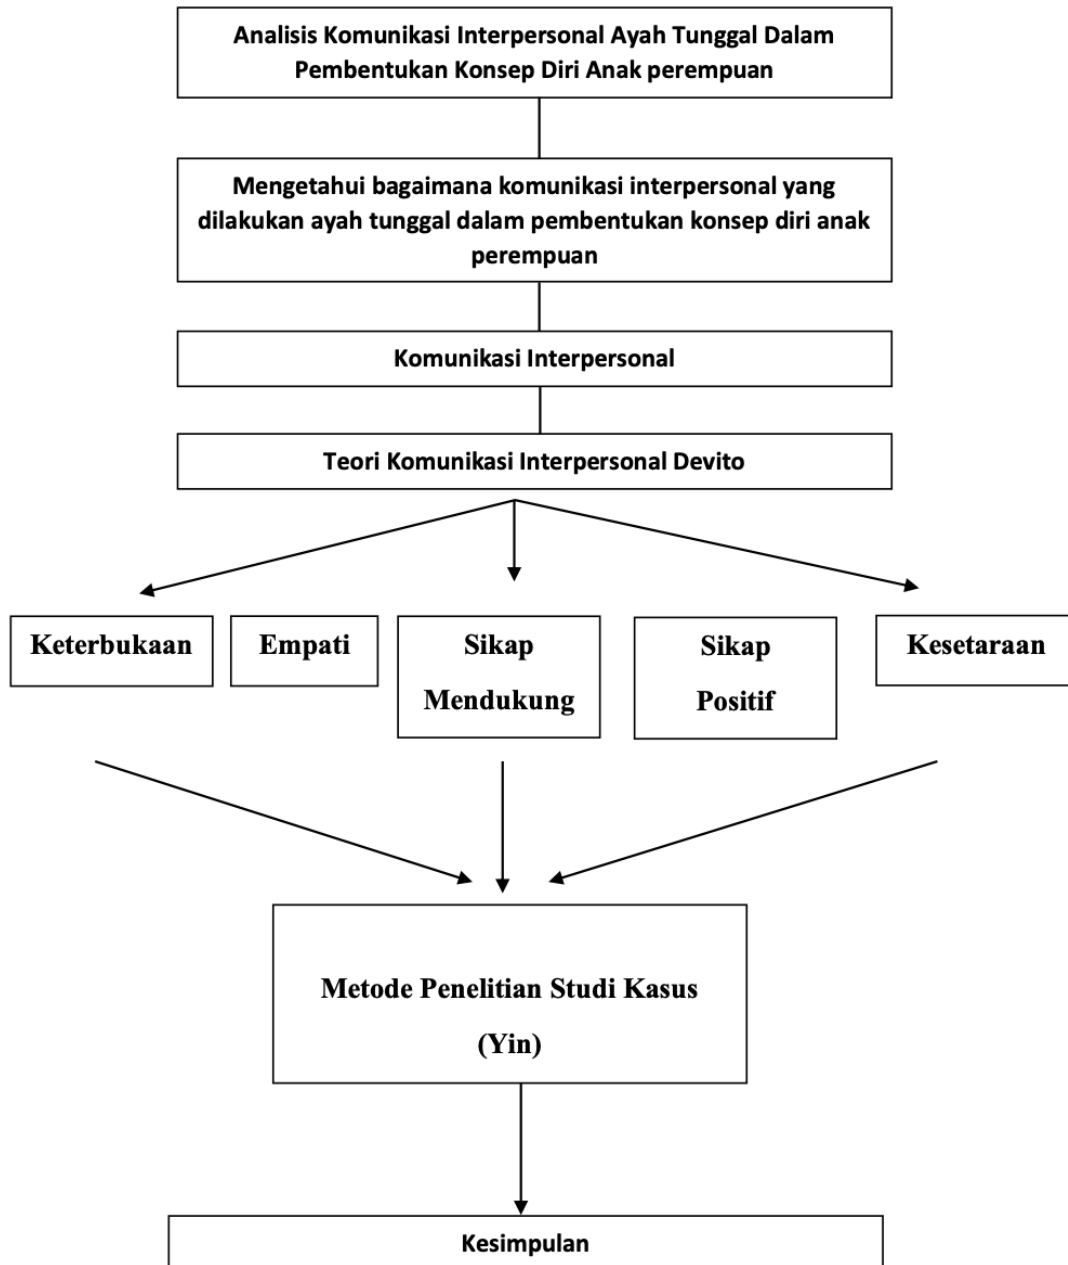 Analisis Komunikasi Interpersonal Ayah Tunggal Dalam
Pembentukan Konsep Diri Anak perempuan
Mengetahui bagaimana komunikasi interpersonal yang
dilakukan ayah tunggal dalam pembentukan konsep diri anak
perempuan
Komunikasi Interpersonal
Teori Komunikasi Interpersonal Devito
Keterbukaan
Empati
Sikap
Mendukung
Sikap
Positif
Kesetaraan
Metode Penelitian Studi Kasus
(Yin)
Kesimpulan